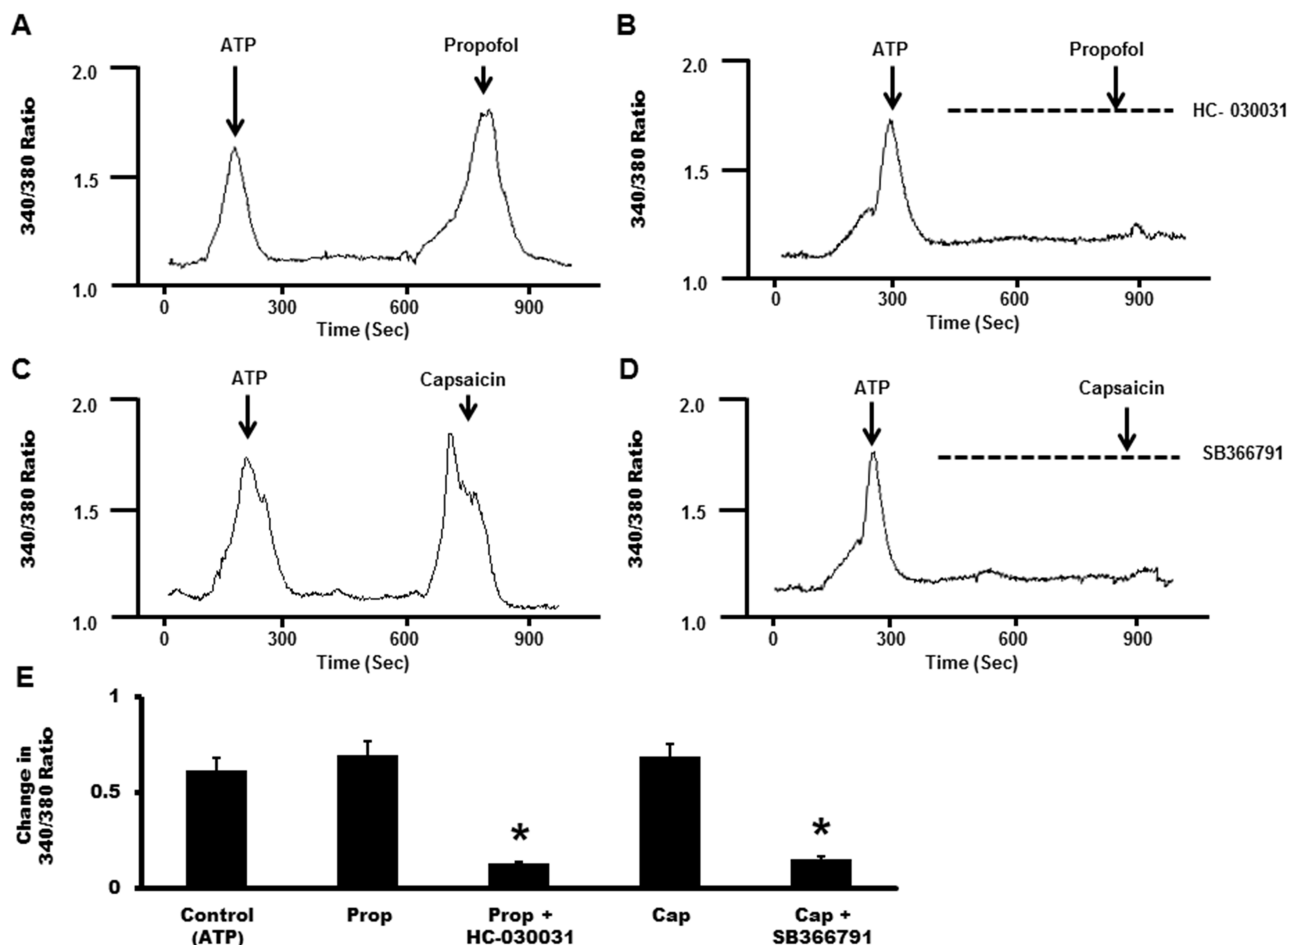 A
ATP
Propofol
2.0
1.5
1.0
340/380 Ratio
0 300 600 900
Time (Sec)
B
ATP
Propofol
HC- 030031
2.0
1.5
1.0
340/380 Ratio
0 300 600 900
Time (Sec)
C
ATP
Capsaicin
2.0
1.5
1.0
340/380 Ratio
0 300 600 900
Time (Sec)
D
ATP
Capsaicin
SB366791
2.0
1.5
1.0
340/380 Ratio
0 300 600 900
Time (Sec)
E
1
0.5
0
Change in
340/380 Ratio
*
*
Control
(ATP)
Prop
Prop +
HC-030031
Cap
Cap +
SB366791